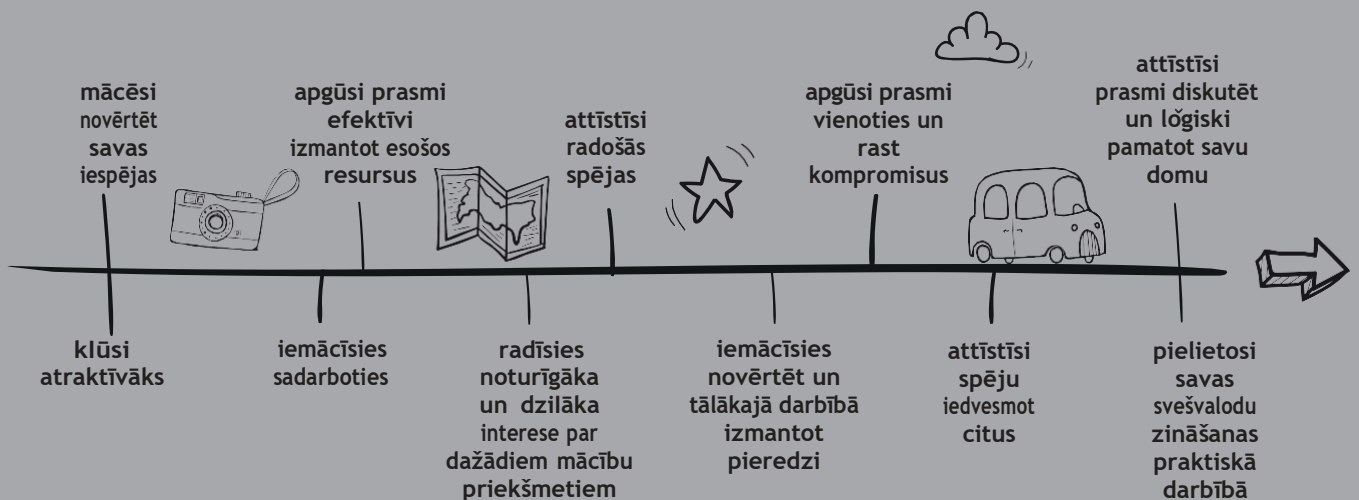 mācēsi
novērtēt
savas
iespējas
apgūsi prasmi
efektīvi
izmantot esošos
resursus
attīstīsi
radošās
spējas
apgūsi prasmi
vienoties un
rast
kompromisus
attīstīsi
prasmi diskutēt
un loģiski
pamatot savu
domu
kļūsi
atraktīvāks
iemācīsies
sadarboties
radīsies
noturīgāka
un dziļāka
interese par
dažādiem mācību
priekšmetiem
iemācīsies
novērtēt un
tālākajā darbībā
izmantot
pieredzi
attīstīsi
spēju
iedvesmot
citus
pielietosi
savas
svešvalodu
zināšanas
praktiskā
darbībā